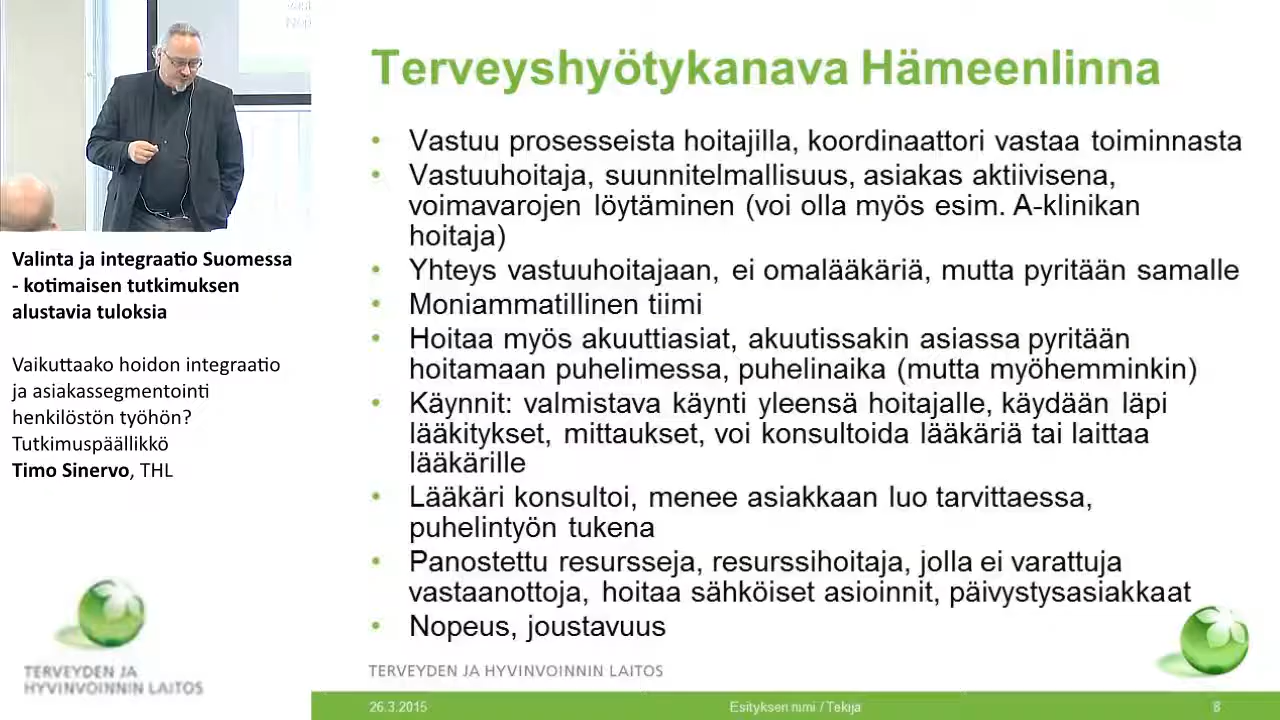 Terveyshyötykanava Hämeenlinna
• Vastuu prosesseista hoitajilla, koordinaattori vastaa toiminnasta
• Vastuuhoitaja, suunnitelmallisuus, asiakas aktiivisena,
voimavarojen löytäminen (voi olla myös esim. A-klinikan
hoitaja)
• Yhteys vastuuhoitajaan, ei omalääkäriä, mutta pyritään samalle
• Moniammatillinen tiimi
• Hoitaa myös akuuttiasiat, akuutissakin asiassa pyritään
hoitamaan puhelimessa, puhelinaika (mutta myöhemminkin)
• Käynnit: valmistava käynti yleensä hoitajalle, käydään läpi
lääkitykset, mittaukset, voi konsultoida lääkäriä tai laittaa
lääkärille
• Lääkäri konsultoi, menee asiakkaan luo tarvittaessa,
puhelintyön tukena
• Panostettu resursseja, resurssihoitaja, jolla ei varattuja
vastaanottoja, hoitaa sähköiset asioinnit, päivystysasiakkaat
• Nopeus, joustavuus
TERVEYDEN JA HYVINVOINNIN LAITOS
26.3.2015
Esityksen nimi / Tekijä
8
Valinta ja integraatio Suomessa
- kotimaisen tutkimuksen
alustavia tuloksia
Vaikuttaako hoidon integraatio
ja asiakassegmentointi
henkilöstön työhön?
Tutkimuspäällikkö
Timo Sinervo, THL
TERVEYDEN JA
HYVINVOINNIN LAITOS